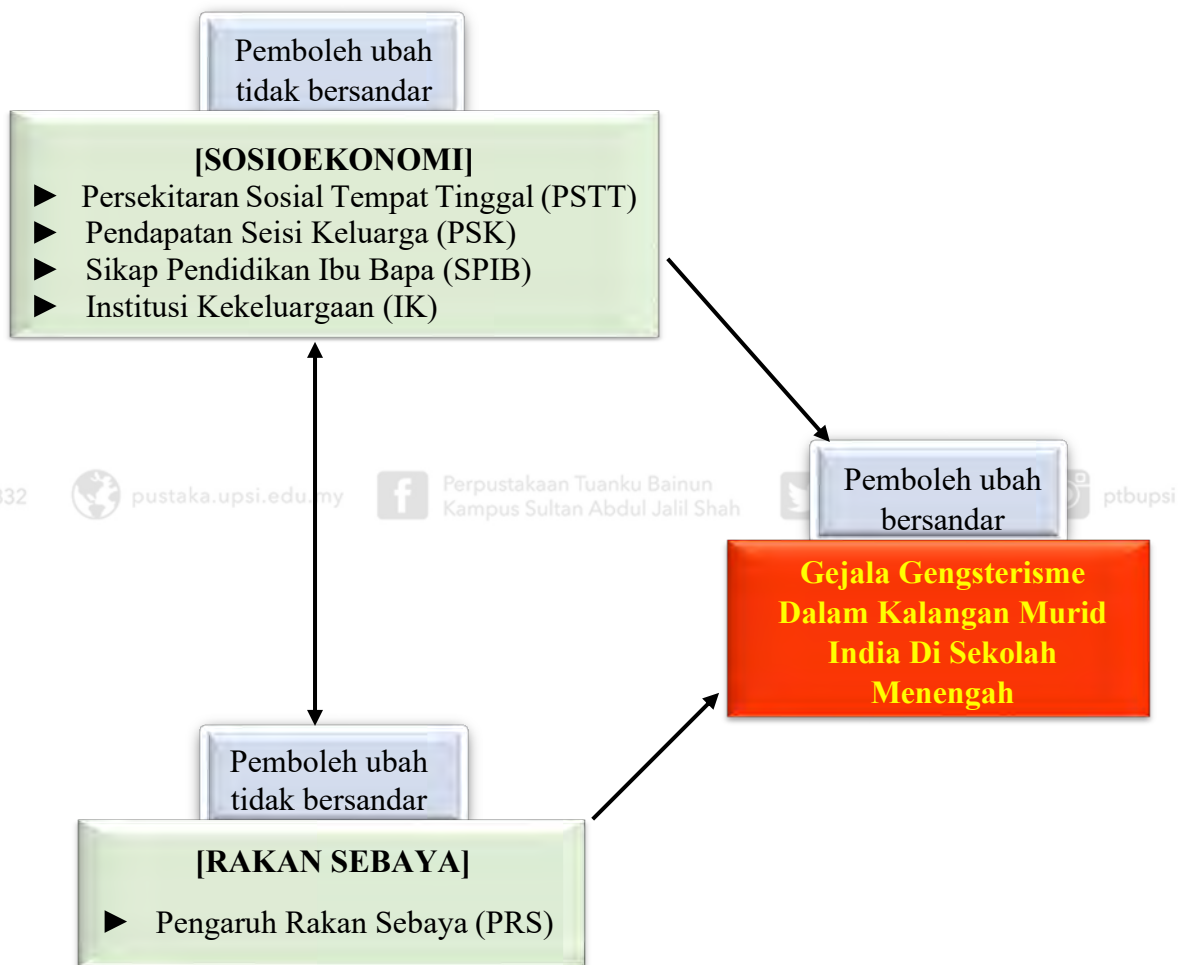 Pemboleh ubah
tidak bersandar
[SOSIOEKONOMI]
► Persekitaran Sosial Tempat Tinggal (PSTT)
► Pendapatan Seisi Keluarga (PSK)
► Sikap Pendidikan Ibu Bapa (SPIB)
► Institusi Kekeluargaan (IK)
832
pustaka.upsi.edu.my
Perpustakaan Tuanku Bainun
Kampus Sultan Abdul Jalil Shah
ptbupsi
Pemboleh ubah
bersandar
Gejala Gengsterisme
Dalam Kalangan Murid
India Di Sekolah
Menengah
Pemboleh ubah
tidak bersandar
[RAKAN SEBAYA]
► Pengaruh Rakan Sebaya (PRS)